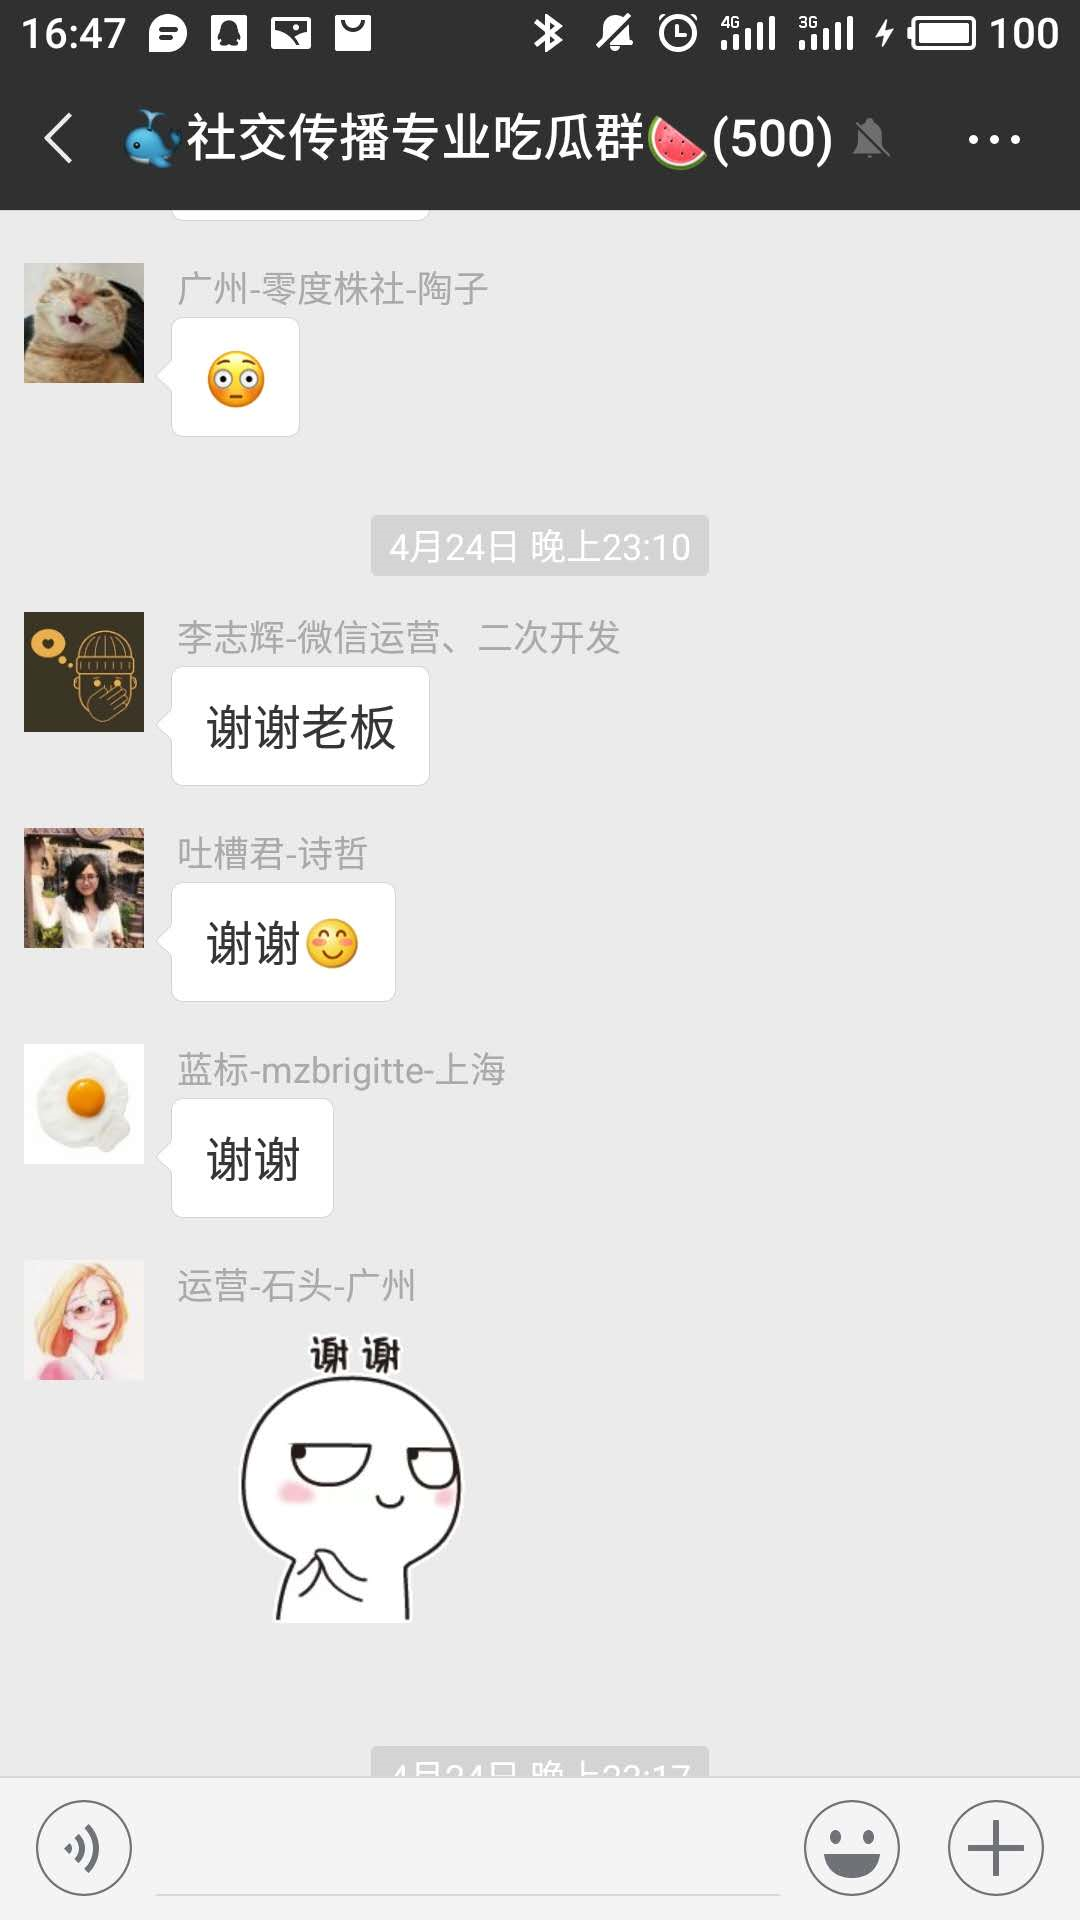 16:47 4G 3G 100
🐳社交传播专业吃瓜群🍉(500)
广州-零度株社-陶子
😳
4月24日 晚上23:10
李志辉-微信运营、二次开发
谢谢老板
吐槽君-诗哲
谢谢😊
蓝标-mzbrigitte-上海
谢谢
运营-石头-广州
谢谢